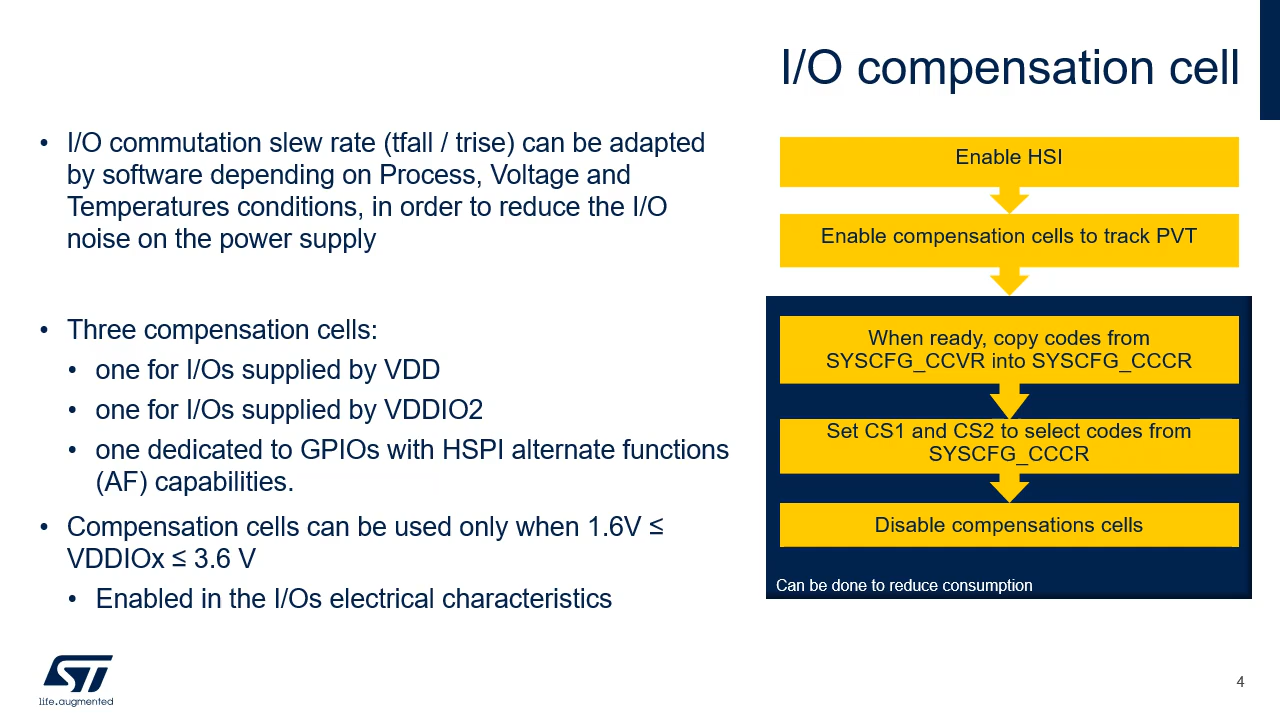 I/O compensation cell
• I/O commutation slew rate (tfall / trise) can be adapted
by software depending on Process, Voltage and
Temperatures conditions, in order to reduce the I/O
noise on the power supply
• Three compensation cells:
• one for I/Os supplied by VDD
• one for I/Os supplied by VDDIO2
• one dedicated to GPIOs with HSPI alternate functions
(AF) capabilities.
• Compensation cells can be used only when 1.6V ≤
VDDIOx ≤ 3.6 V
• Enabled in the I/Os electrical characteristics
Enable HSI
Enable compensation cells to track PVT
When ready, copy codes from
SYSCFG_CCVR into SYSCFG_CCCR
Set CS1 and CS2 to select codes from
SYSCFG_CCCR
Disable compensations cells
Can be done to reduce consumption
ST
life.augmented
4